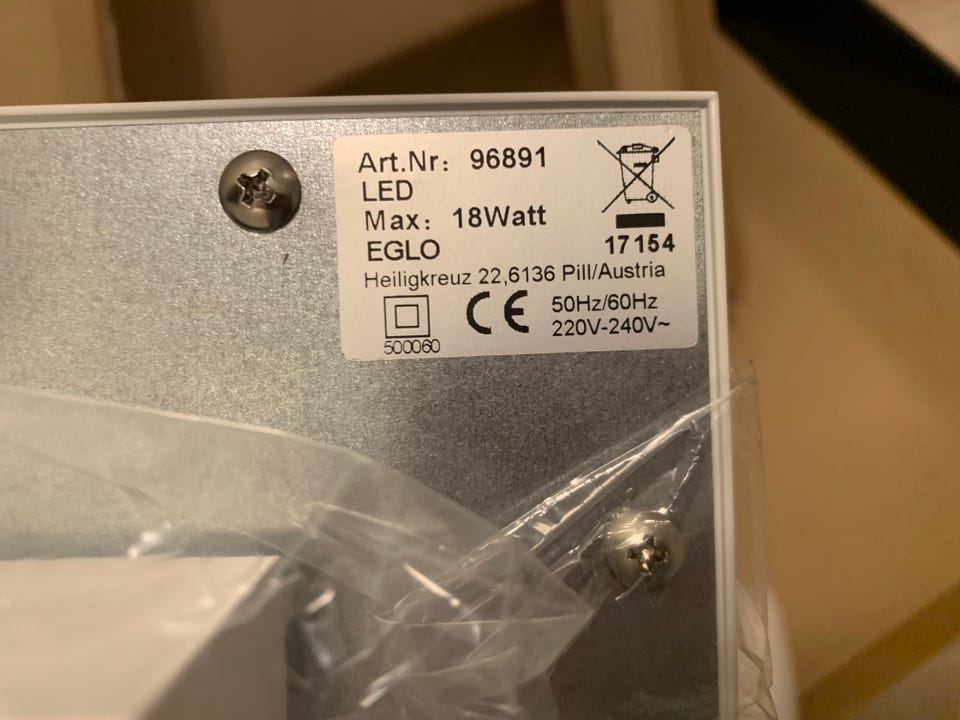 Art.Nr: 96891
LED
Max: 18Watt
EGLO
17154
Heiligkreuz 22,6136 Pill/Austria
CE
50Hz/60Hz
220V-240V~
500060